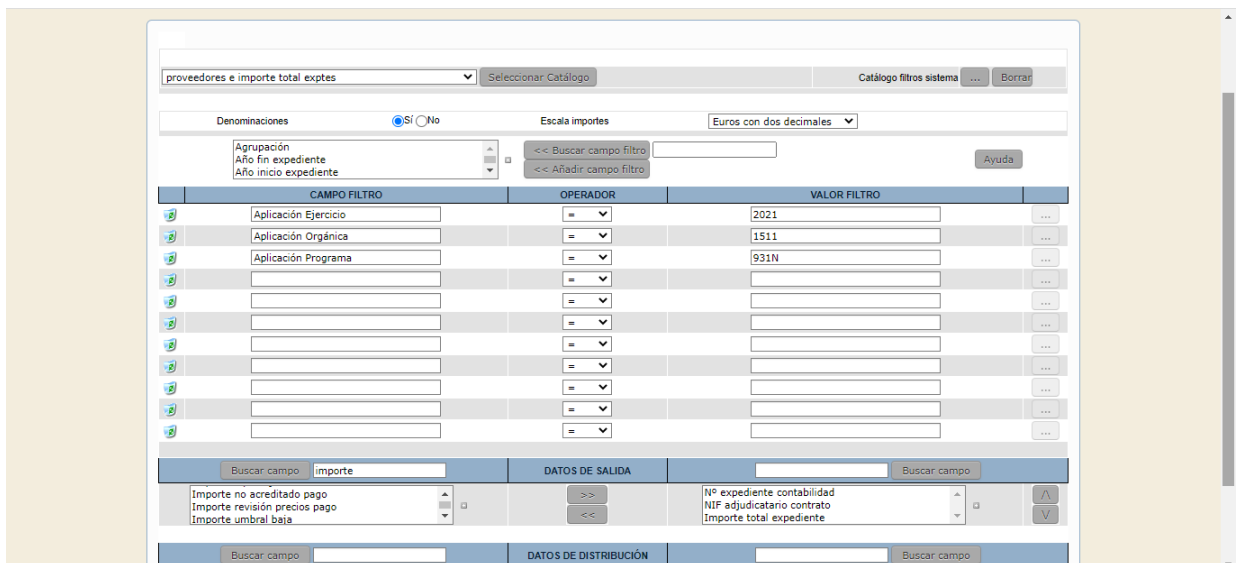 proveedores e importe total exptes Seleccionar Catálogo Catálogo filtros sistema ... Borrar
Denominaciones Sí No Escala importes Euros con dos decimales
Agrupación
Año fin expediente
Año inicio expediente
<< Buscar campo filtro
<< Añadir campo filtro
Ayuda
CAMPO FILTRO OPERADOR VALOR FILTRO
Aplicación Ejercicio = 2021 ...
Aplicación Orgánica = 1511 ...
Aplicación Programa = 931N ...
= ...
= ...
= ...
= ...
= ...
= ...
= ...
= ...
Buscar campo importe DATOS DE SALIDA Buscar campo
Importe no acreditado pago
Importe revisión precios pago
Importe umbral baja
>>
<<
Nº expediente contabilidad
NIF adjudicatario contrato
Importe total expediente
/\
\/
Buscar campo DATOS DE DISTRIBUCIÓN Buscar campo